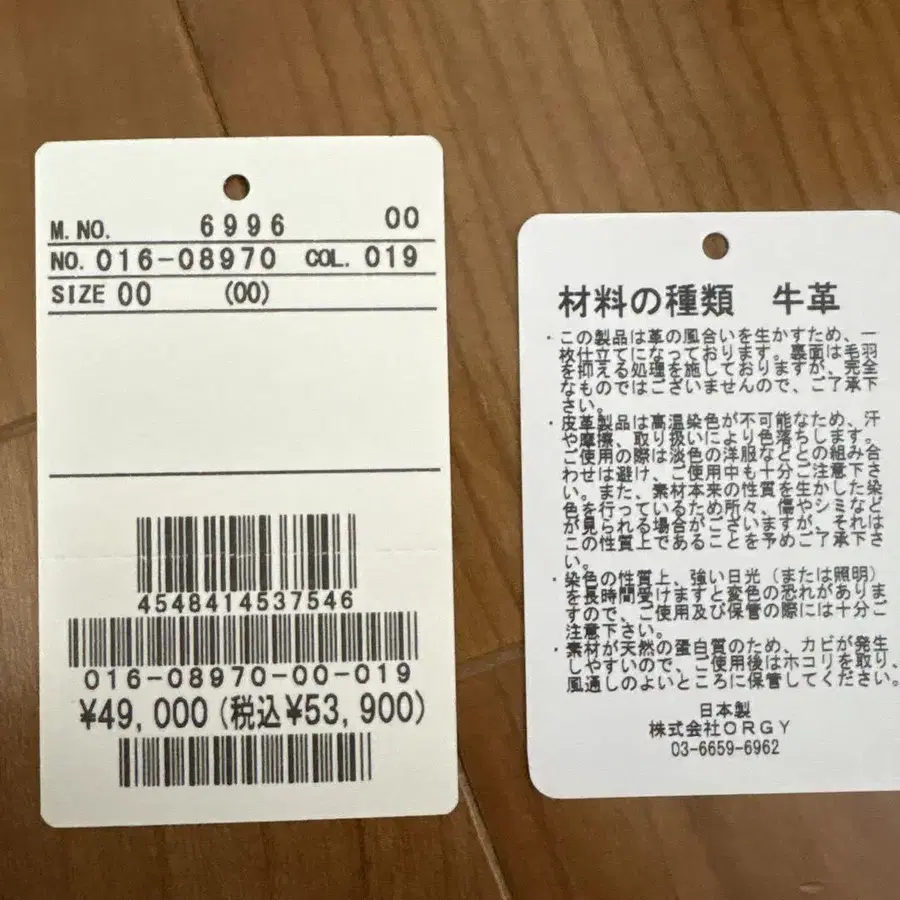 M. NO. 6996 00
NO. 016-08970 COL. 019
SIZE 00 (00)
4548414537546
016-08970-00-019
¥49,000(税込¥53,900)
材料の種類 牛革
・この製品は革の風合いを生かすため、一
枚仕立てになっております。裏面は毛羽
を抑える処理を施しておりますが、完全
なものではございませんので、ご了承下
さい。
・皮革製品は高温染色が不可能なため、汗
や摩擦、取り扱いにより色落ちします。
ご使用の際は淡色の洋服などとの組み合
わせは避け、ご使用中も十分ご注意下さ
い。また、素材本来の性質を生かした染
色を行っているため所々、傷やシミなど
が見られる場合がございますが、それは
この性質上であることを予めご了承下さ
い。
・染色の性質上、強い日光（または照明）
を長時間受けますと変色の恐れがありま
すので、ご使用及び保管の際には十分ご
注意下さい。
・素材が天然の蛋白質のため、カビが発生
しやすいので、ご使用後はホコリを取り、
風通しのよいところに保管してください。
日本製
株式会社ORGY
03-6659-6962